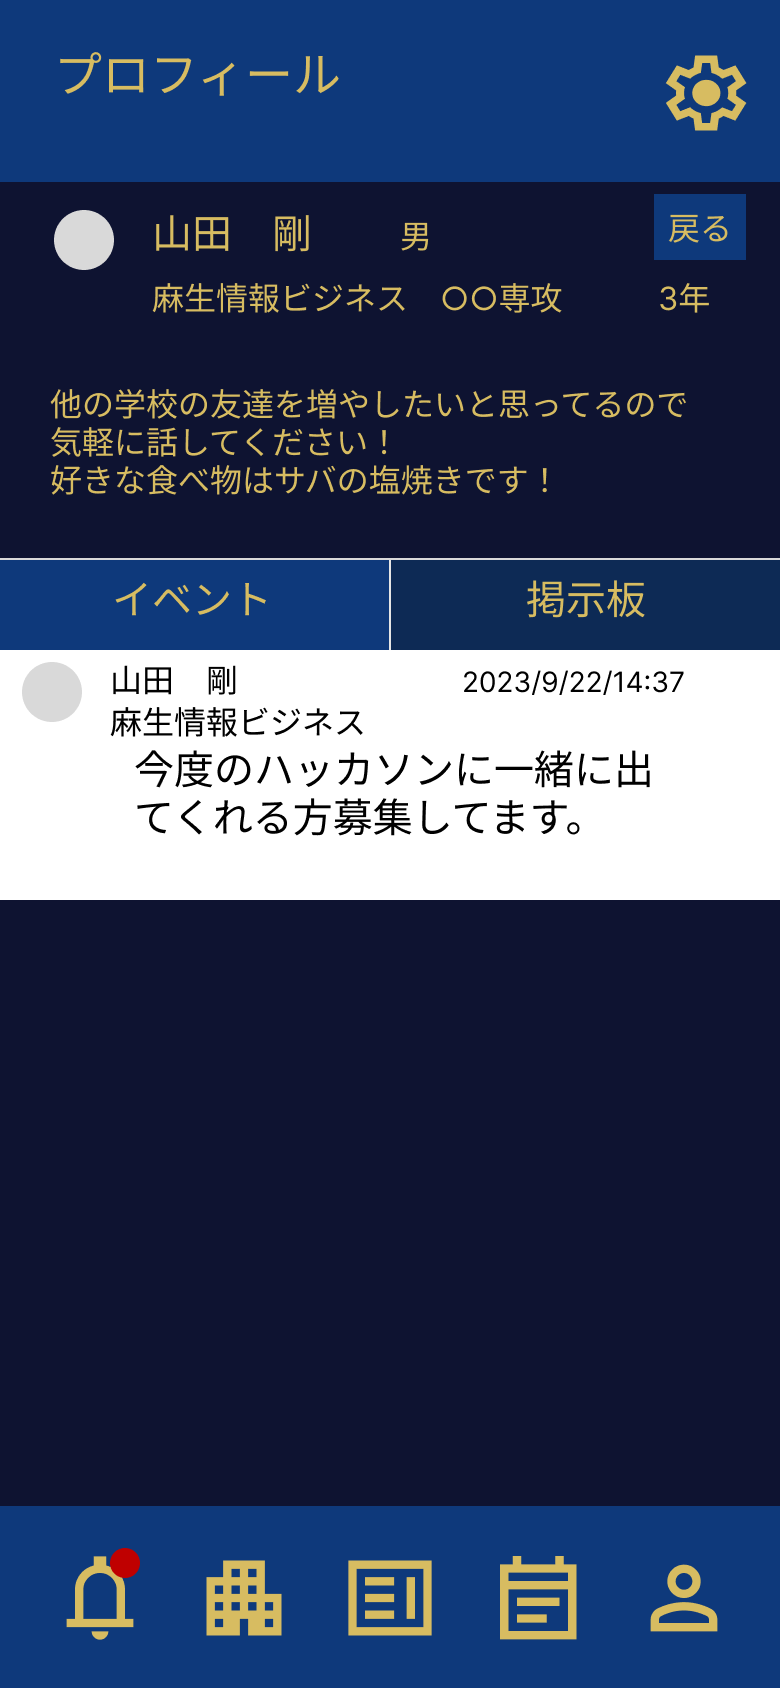 プロフィール
山田　剛　　男
戻る
麻生情報ビジネス　○○専攻　　3年
他の学校の友達を増やしたいと思ってるので
気軽に話してください！
好きな食べ物はサバの塩焼きです！
イベント　掲示板
山田　剛　　2023/9/22/14:37
麻生情報ビジネス
今度のハッカソンに一緒に出
てくれる方募集してます。